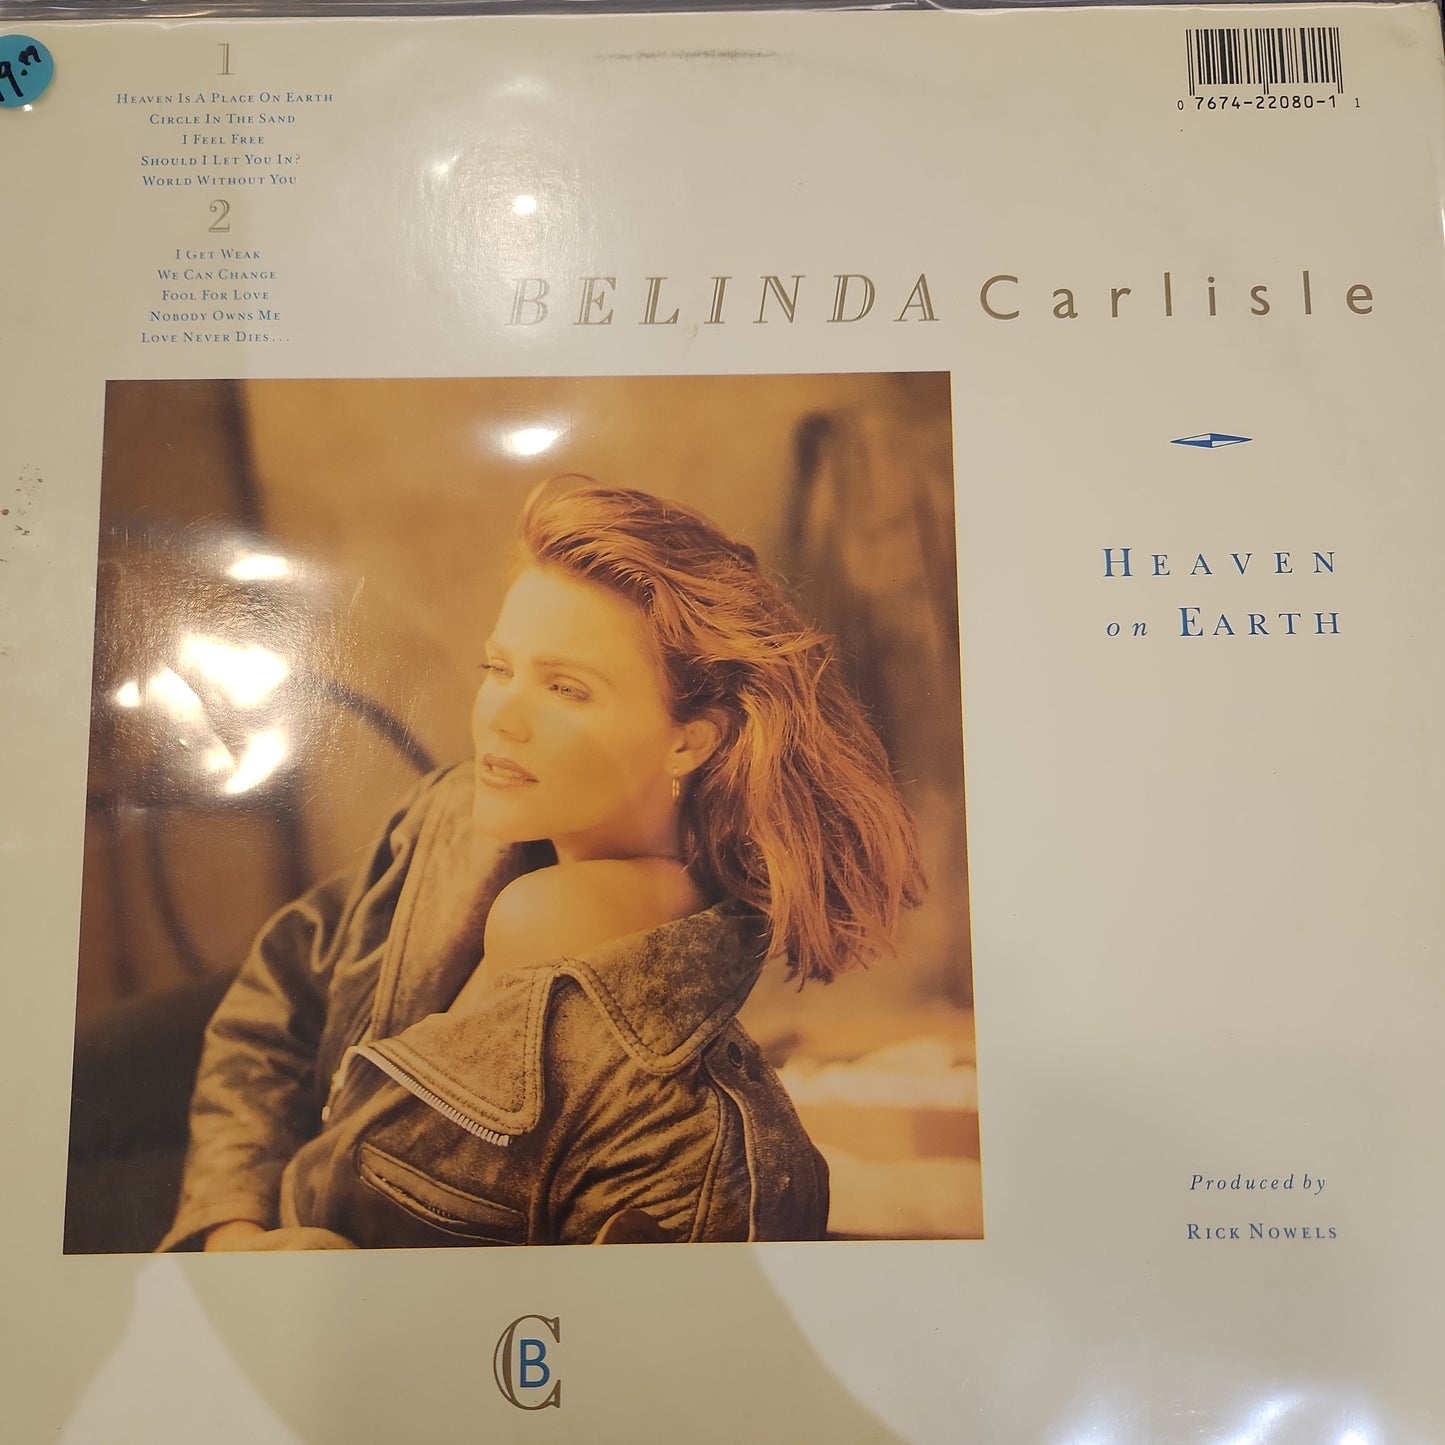 1
HEAVEN IS A PLACE ON EARTH
CIRCLE IN THE SAND
I FEEL FREE
SHOULD I LET YOU IN?
WORLD WITHOUT YOU
2
I GET WEAK
WE CAN CHANGE
FOOL FOR LOVE
NOBODY OWNS ME
LOVE NEVER DIES...
0 7674-22080-1 1
BELINDA Carlisle
HEAVEN
on EARTH
Produced by
RICK NOWELS
CB